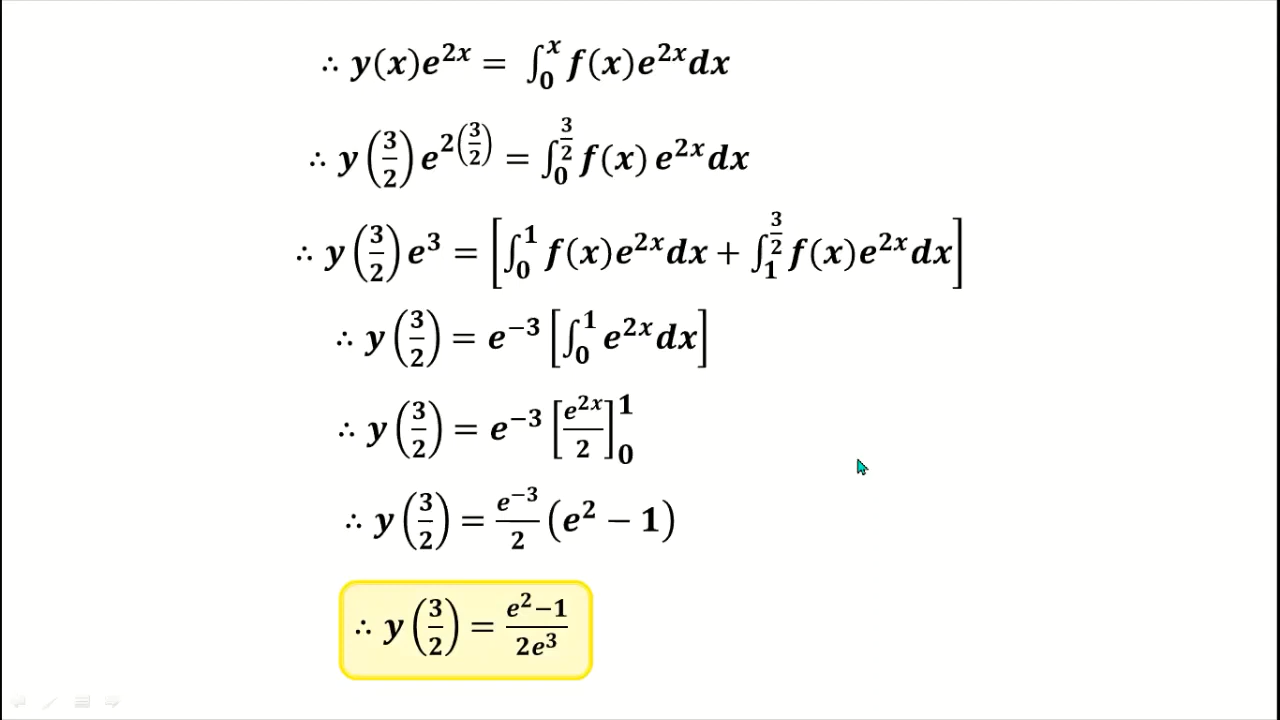 ∴ y(x)e^{2x} = ∫_0^x f(x)e^{2x}dx
∴ y(3/2)e^{2(3/2)} = ∫_0^{3/2} f(x) e^{2x}dx
∴ y(3/2)e^3 = [∫_0^1 f(x)e^{2x}dx + ∫_1^{3/2} f(x)e^{2x}dx]
∴ y(3/2) = e^{−3} [∫_0^1 e^{2x}dx]
∴ y(3/2) = e^{−3} [e^{2x}/2]_0^1
∴ y(3/2) = e^{−3}/2 (e^2 − 1)
∴ y(3/2) = (e^2−1)/(2e^3)